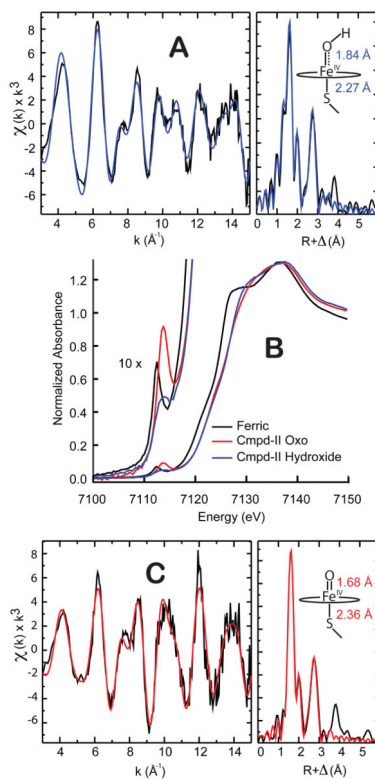 A
χ(k) x k³
8
6
4
2
0
-2
-4
-6
4 6 8 10 12 14
k (Å⁻¹)
H
O
1.84 Å
Fe^IV
2.27 Å
S
0 1 2 3 4 5
R+Δ(Å)
B
Normalized Absorbance
1.2
1.0
0.8
0.6
0.4
0.2
0.0
10 x
Ferric
Cmpd-II Oxo
Cmpd-II Hydroxide
7100 7110 7120 7130 7140 7150
Energy (eV)
C
χ(k) x k³
8
6
4
2
0
-2
-4
-6
4 6 8 10 12 14
k (Å⁻¹)
O
1.68 Å
Fe^IV
2.36 Å
S
0 1 2 3 4 5
R+Δ(Å)